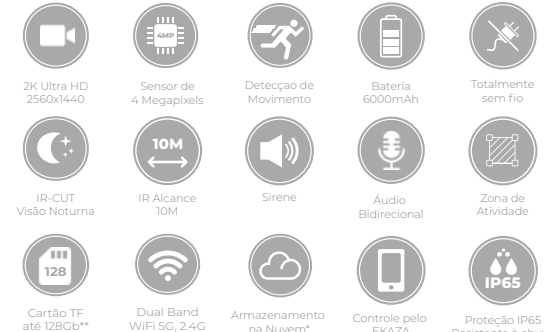 4MP
2K Ultra HD
2560x1440
Sensor de
4 Megapixels
Detecçao de
Movimento
Bateria
6000mAh
Totalmente
sem fio
10M
IR-CUT
Visão Noturna
IR Alcance
10M
Sirene
Áudio
Bidirecional
Zona de
Atividade
128
IP65
Cartão TF
até 128Gb**
Dual Band
WiFi 5G, 2.4G
Armazenamento
na Nuvem*
Controle pelo
EKAZA
Proteção IP65
Resistente à